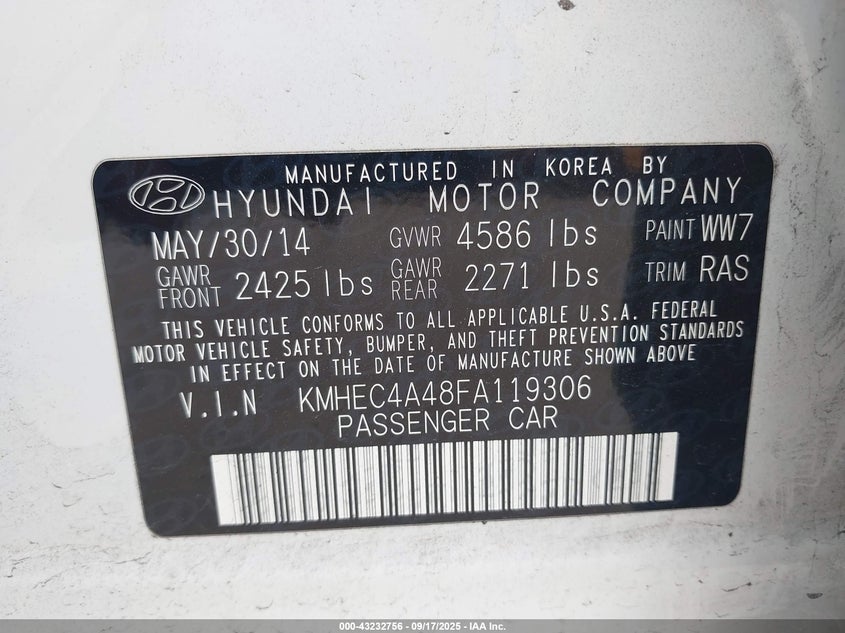 MANUFACTURED IN KOREA BY
HYUNDAI MOTOR COMPANY
MAY/30/14 GVWR 4586 lbs PAINT WW7
GAWR FRONT 2425 lbs GAWR REAR 2271 lbs TRIM RAS
THIS VEHICLE CONFORMS TO ALL APPLICABLE U.S.A. FEDERAL
MOTOR VEHICLE SAFETY, BUMPER, AND THEFT PREVENTION STANDARDS
IN EFFECT ON THE DATE OF MANUFACTURE SHOWN ABOVE
V.I.N KMHEC4A48FA119306
PASSENGER CAR
000-43232756 - 09/17/2025 - IAA Inc.